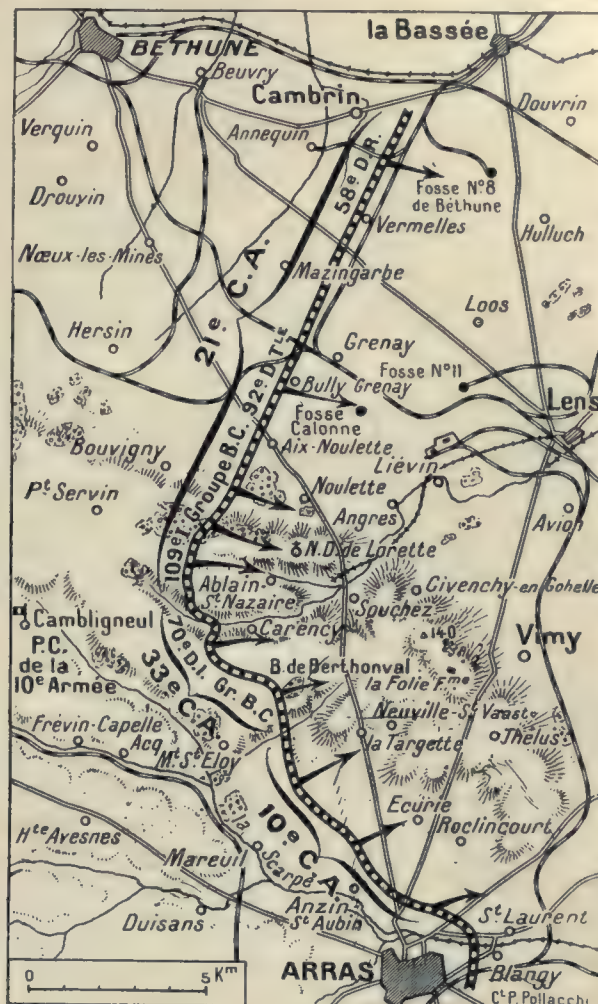 BÉTHUNE
la Bassée
Beuvry
Cambrin
Douvrin
Verquin
Annequin
58e D.R.
Fosse N°8
de Béthune
Drouvin
Vermelles
Hulluch
Nœux-les-Mines
21e C.A.
Mazingarbe
Loos
Hersin
Grenay
Fosse N°11
92e D.Tle
Bully Grenay
Lens
Fosse
Calonne
Aix-Noulette
Bouvigny
Liévin
Pt Servin
109e I. Groupe B.C.
Noulette
Angres
Avion
N.D. de Lorette
Ablain-
St Nazaire
Givenchy-en-Gohelle
Souchez
Cambligneul
P.C.
de la
10e Armée
Carency
140
Vimy
70e D.I. Gr. B.C.
33e C.A.
B. de Berthonval
la Folie Fme
Frévin-Capelle
Acq
Mt St Eloy
Neuville-St Vaast
la Targette
Thelus
Ecurie
Roclincourt
10e C.A.
Hte Avesnes
Mareuil
la Scarpe
Anzin-
St Aubin
St Laurent
Duisans
ARRAS
Blangy
0 5 Km
Ct P. Pollacchi